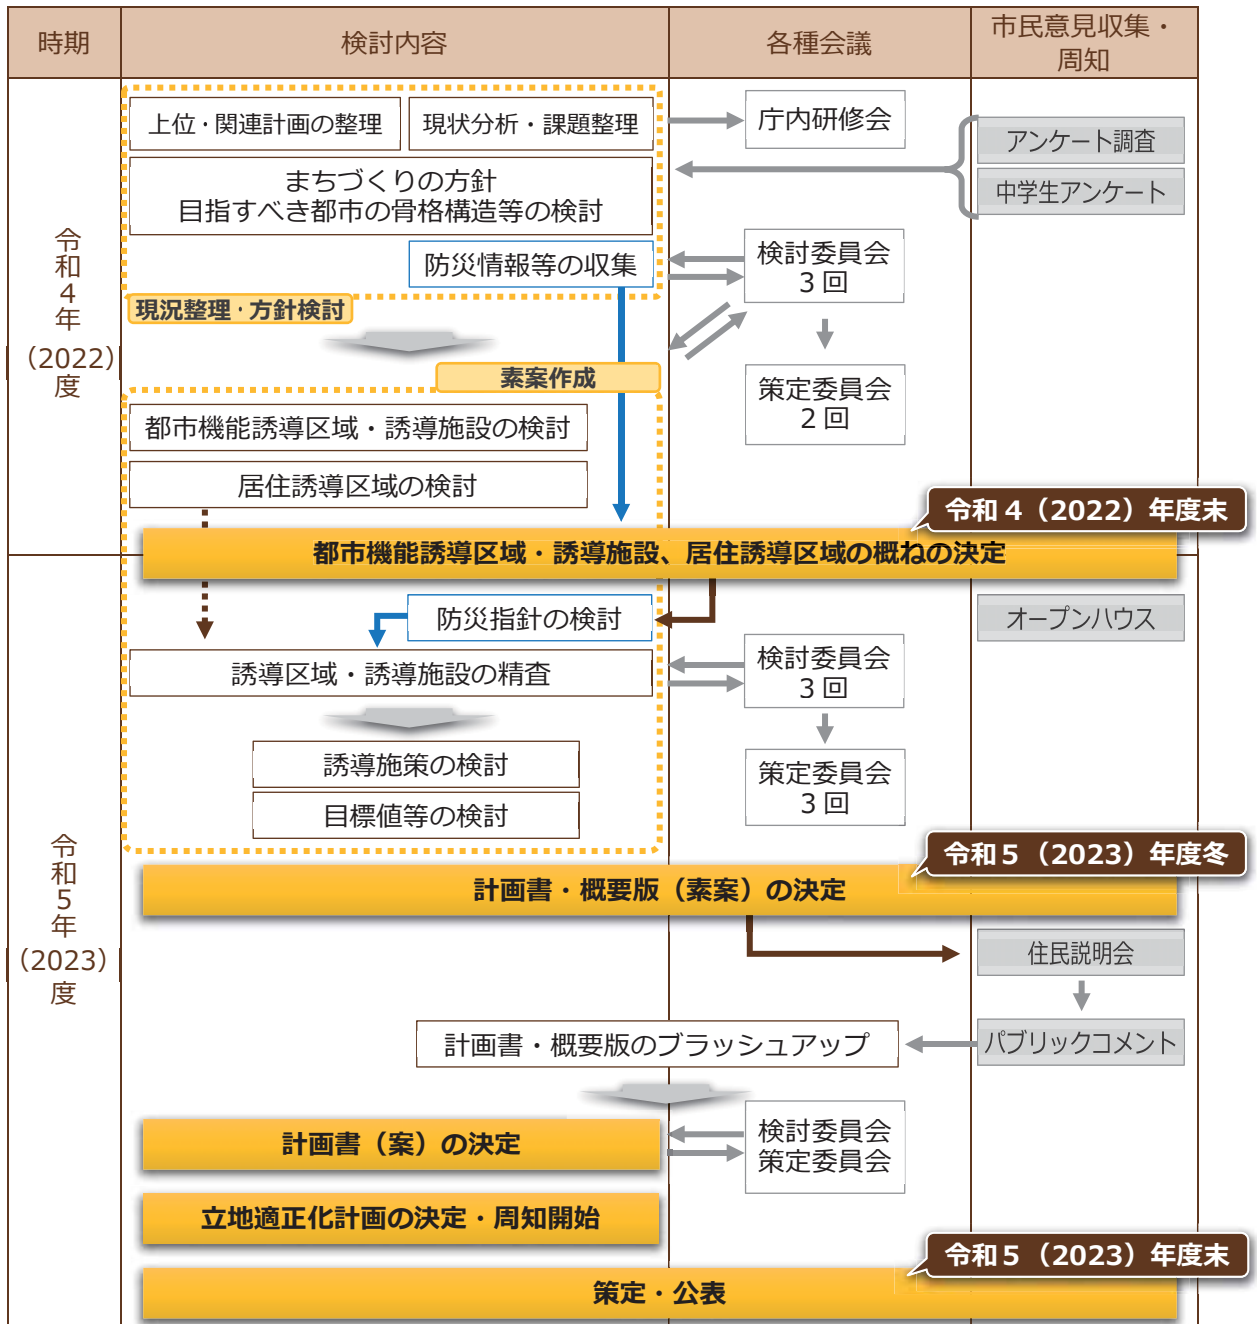 時期
検討内容
各種会議
市民意見収集・
周知
令和4年
（2022）
度
上位・関連計画の整理
現状分析・課題整理
庁内研修会
アンケート調査
中学生アンケート
まちづくりの方針
目指すべき都市の骨格構造等の検討
防災情報等の収集
検討委員会
3回
現況整理・方針検討
素案作成
策定委員会
2回
都市機能誘導区域・誘導施設の検討
居住誘導区域の検討
令和4（2022）年度末
都市機能誘導区域・誘導施設、居住誘導区域の概ねの決定
令和5年
（2023）
度
防災指針の検討
オープンハウス
誘導区域・誘導施設の精査
検討委員会
3回
誘導施策の検討
目標値等の検討
策定委員会
3回
令和5（2023）年度冬
計画書・概要版（素案）の決定
住民説明会
計画書・概要版のブラッシュアップ
パブリックコメント
計画書（案）の決定
検討委員会
策定委員会
立地適正化計画の決定・周知開始
令和5（2023）年度末
策定・公表